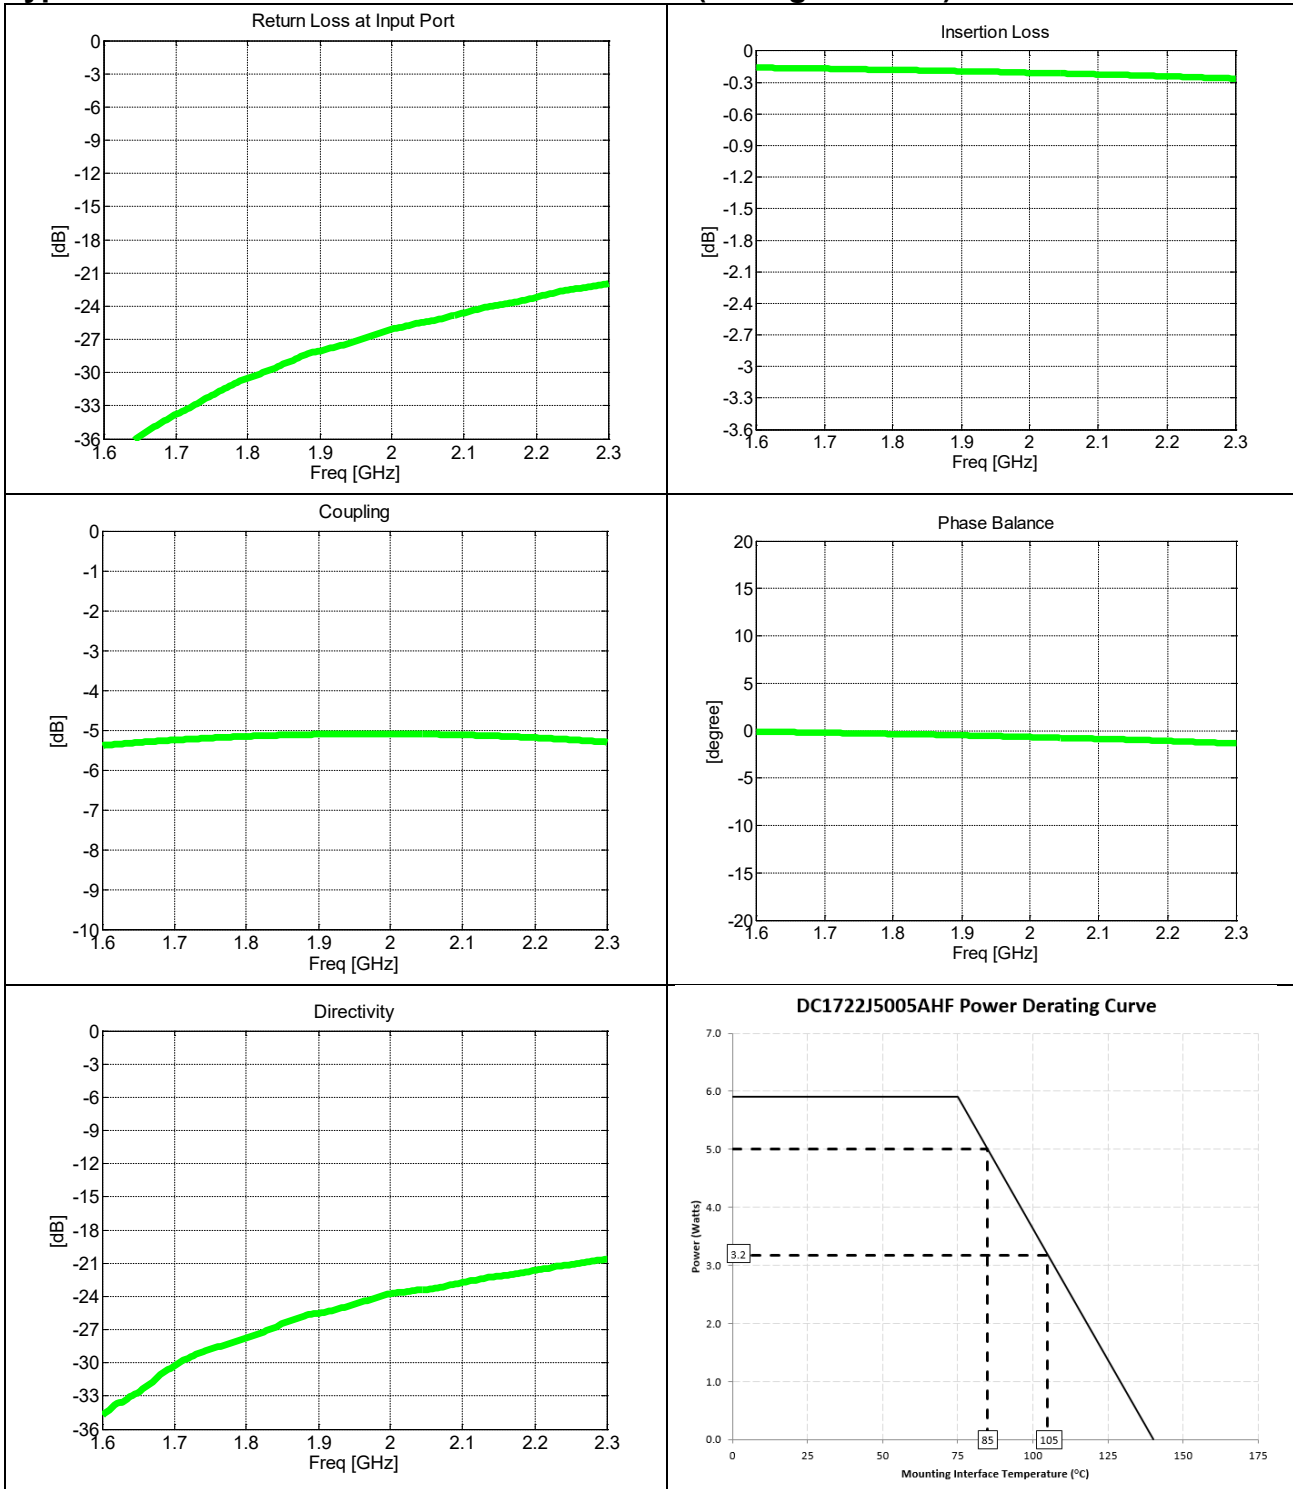 Return Loss at Input Port
0
-3
-6
-9
-12
-15
-18
-21
-24
-27
-30
-33
-36
[dB]
1.6 1.7 1.8 1.9 2 2.1 2.2 2.3
Freq [GHz]
Insertion Loss
0
-0.3
-0.6
-0.9
-1.2
-1.5
-1.8
-2.1
-2.4
-2.7
-3
-3.3
-3.6
[dB]
1.6 1.7 1.8 1.9 2 2.1 2.2 2.3
Freq [GHz]
Coupling
0
-1
-2
-3
-4
-5
-6
-7
-8
-9
-10
[dB]
1.6 1.7 1.8 1.9 2 2.1 2.2 2.3
Freq [GHz]
Phase Balance
20
15
10
5
0
-5
-10
-15
-20
[degree]
1.6 1.7 1.8 1.9 2 2.1 2.2 2.3
Freq [GHz]
Directivity
0
-3
-6
-9
-12
-15
-18
-21
-24
-27
-30
-33
-36
[dB]
1.6 1.7 1.8 1.9 2 2.1 2.2 2.3
Freq [GHz]
DC1722J5005AHF Power Derating Curve
7.0
6.0
5.0
4.0
3.2
3.0
2.0
1.0
0.0
Power (Watts)
85 105
0 25 50 75 100 125 150 175
Mounting Interface Temperature (°C)